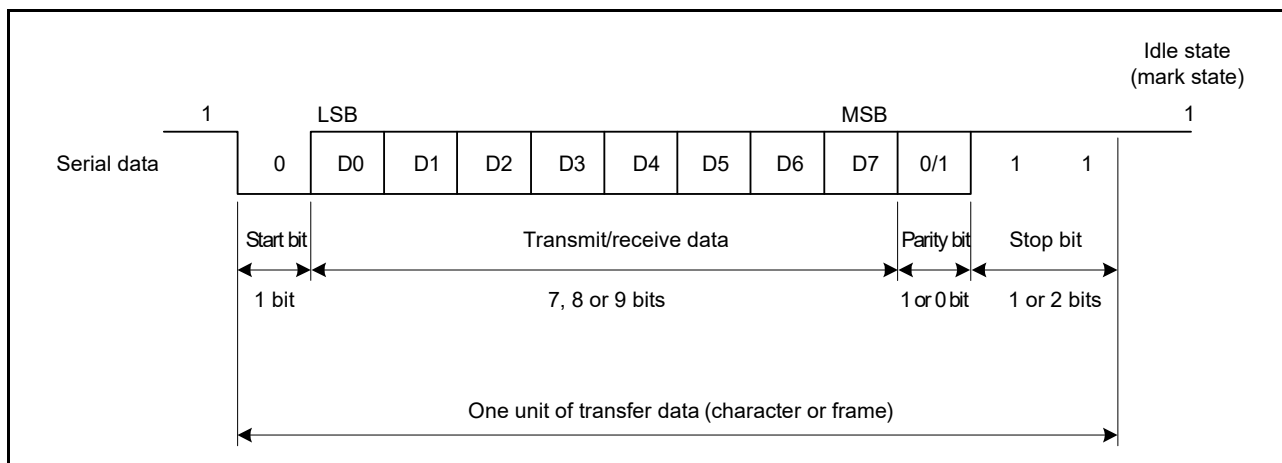 Idle state
(mark state)
1 LSB MSB 1
Serial data 0 D0 D1 D2 D3 D4 D5 D6 D7 0/1 1 1
Start bit Transmit/receive data Parity bit Stop bit
1 bit 7, 8 or 9 bits 1 or 0 bit 1 or 2 bits
One unit of transfer data (character or frame)